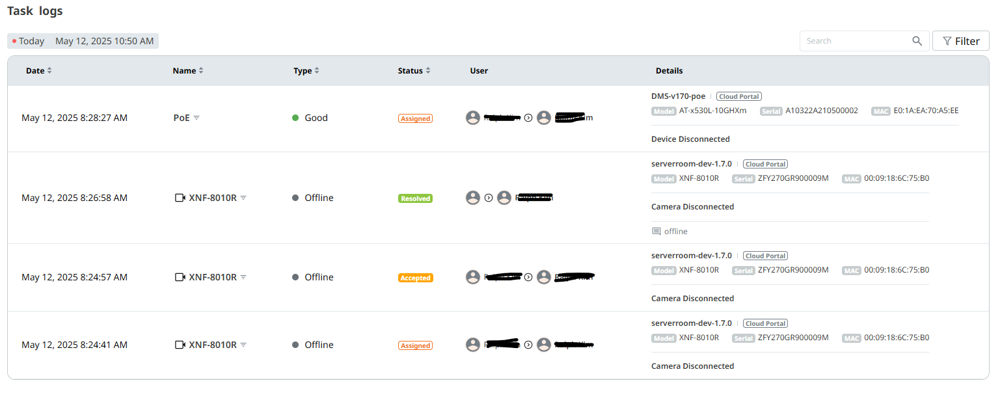 Task logs
Today May 12, 2025 10:50 AM
Search
Filter
Date Name Type Status User Details
DMS-v170-poe Cloud Portal
May 12, 2025 8:28:27 AM PoE Good Assigned
Model AT-x530L-10GHXm Serial A10322A210500002 MAC E0:1A:EA:70:A5:EE
Device Disconnected
serverroom-dev-1.7.0 Cloud Portal
May 12, 2025 8:26:58 AM XNF-8010R Offline Resolved
Model XNF-8010R Serial ZFY270GR900009M MAC 00:09:18:6C:75:B0
Camera Disconnected
offline
serverroom-dev-1.7.0 Cloud Portal
May 12, 2025 8:24:57 AM XNF-8010R Offline Accepted
Model XNF-8010R Serial ZFY270GR900009M MAC 00:09:18:6C:75:B0
Camera Disconnected
serverroom-dev-1.7.0 Cloud Portal
May 12, 2025 8:24:41 AM XNF-8010R Offline Assigned
Model XNF-8010R Serial ZFY270GR900009M MAC 00:09:18:6C:75:B0
Camera Disconnected